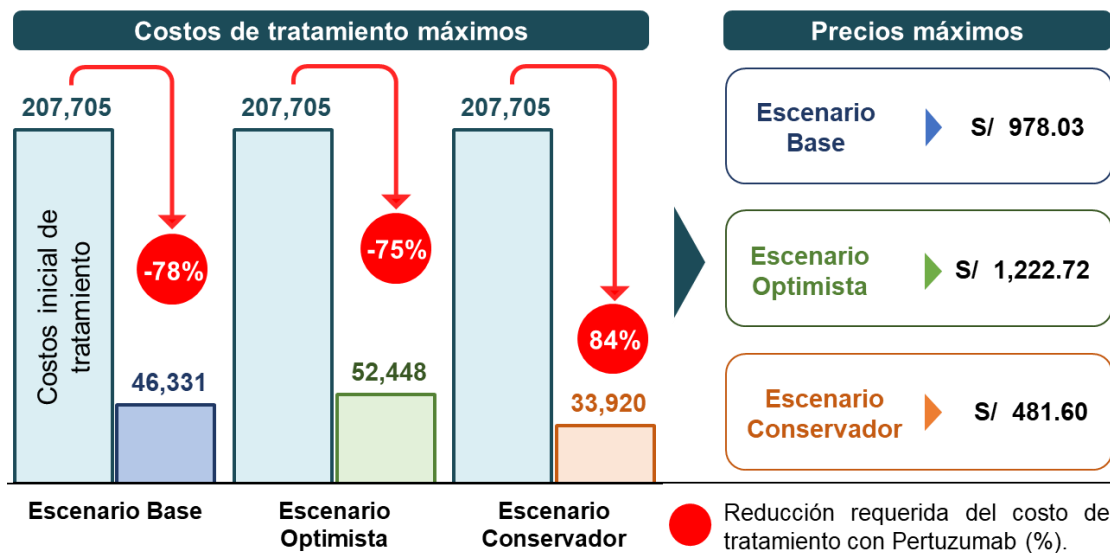 Costos de tratamiento máximos
207,705
207,705
207,705
-78%
-75%
84%
Costos inicial de
tratamiento
46,331
52,448
33,920
Escenario Base
Escenario
Optimista
Escenario
Conservador
Precios máximos
Escenario
Base
S/ 978.03
Escenario
Optimista
S/ 1,222.72
Escenario
Conservador
S/ 481.60
Reducción requerida del costo de
tratamiento con Pertuzumab (%).